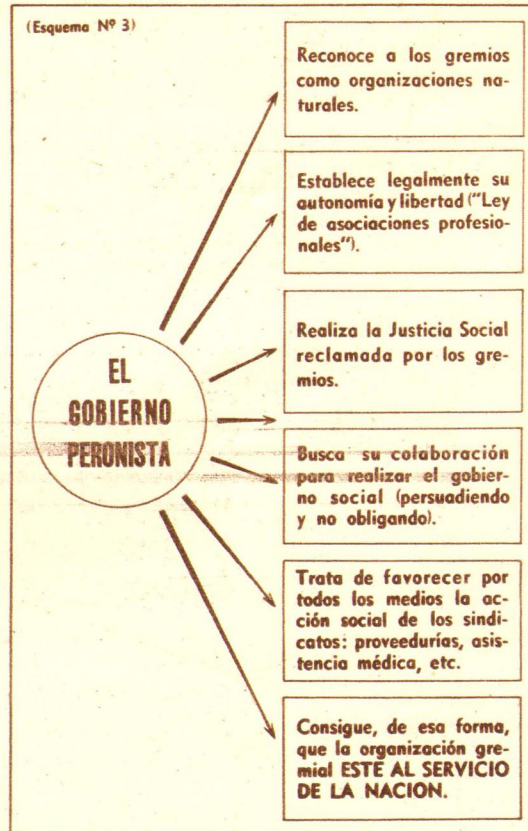 (Esquema Nº 3)
EL
GOBIERNO
PERONISTA
Reconoce a los gremios
como organizaciones na-
turales.
Establece legalmente su
autonomía y libertad ("Ley
de asociaciones profesio-
nales").
Realiza la Justicia Social
reclamada por los gre-
mios.
Busca su colaboración
para realizar el gobier-
no social (persuadiendo
y no obligando).
Trata de favorecer por
todos los medios la ac-
ción social de los sindi-
catos: proveedurías, asis-
tencia médica, etc.
Consigue, de esa forma,
que la organización gre-
mial ESTE AL SERVICIO
DE LA NACION.